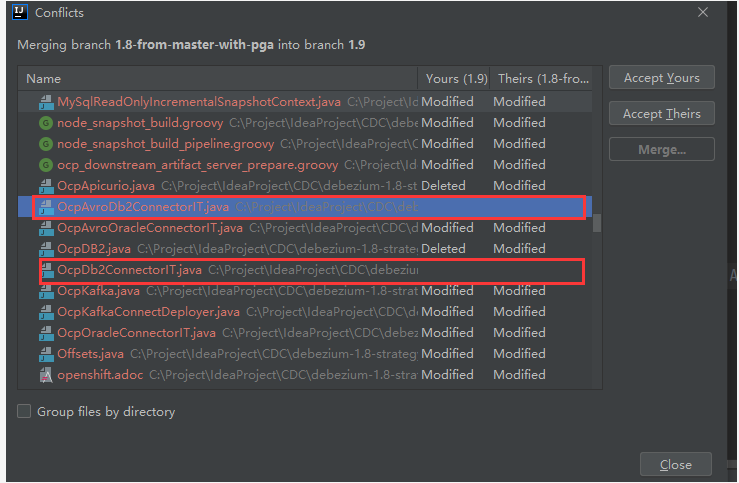 IJ Conflicts
Merging branch 1.8-from-master-with-pga into branch 1.9
Name Yours (1.9) Theirs (1.8-fro...
MySqlReadOnlyIncrementalSnapshotContext.java C:\Project\Id Modified Modified
node_snapshot_build.groovy C:\Project\IdeaProject\CDC\debe Modified Modified
node_snapshot_build_pipeline.groovy C:\Project\IdeaProject Modified Modified
ocp_downstream_artifact_server_prepare.groovy C:\Project\I Modified Modified
OcpApicurio.java C:\Project\IdeaProject\CDC\debezium-1.8-st Deleted Modified
OcpAvroDb2ConnectorIT.java C:\Project\IdeaProject\CDC\deb
OcpAvroOracleConnectorIT.java C:\Project\IdeaProject\CDC\d Modified Modified
OcpDB2.java C:\Project\IdeaProject\CDC\debezium-1.8-strateg Deleted Modified
OcpDb2ConnectorIT.java C:\Project\IdeaProject\CDC\debeziun
OcpKafka.java C:\Project\IdeaProject\CDC\debezium-1.8-strat Modified Modified
OcpKafkaConnectDeployer.java C:\Project\IdeaProject\CDC\d Modified Modified
OcpOracleConnectorIT.java C:\Project\IdeaProject\CDC\debez Modified Modified
Offsets.java C:\Project\IdeaProject\CDC\debezium-1.8-strategy Modified Modified
openshift.adoc C:\Project\IdeaProject\CDC\debezium-1.8-stra Modified Modified
Accept Yours
Accept Theirs
Merge...
Group files by directory
Close